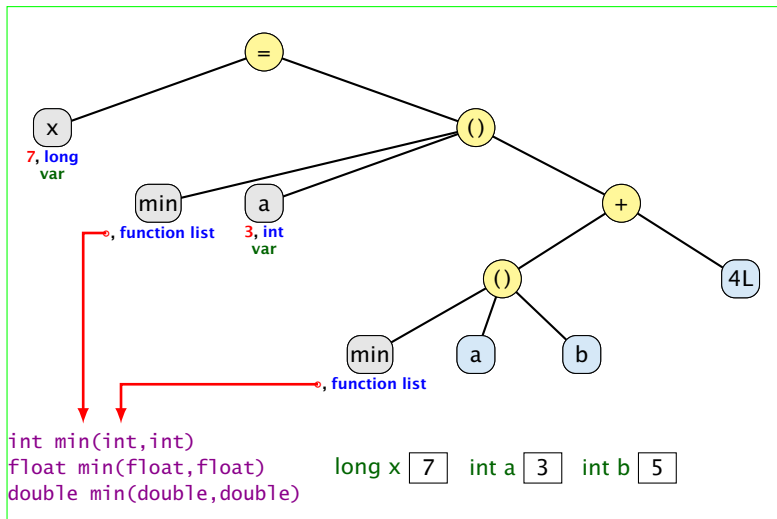 =
x
()
7, long
var
min
a
+
, function list
3, int
var
()
4L
min
a
b
, function list
int min(int,int)
float min(float,float)
double min(double,double)
long x 7 int a 3 int b 5